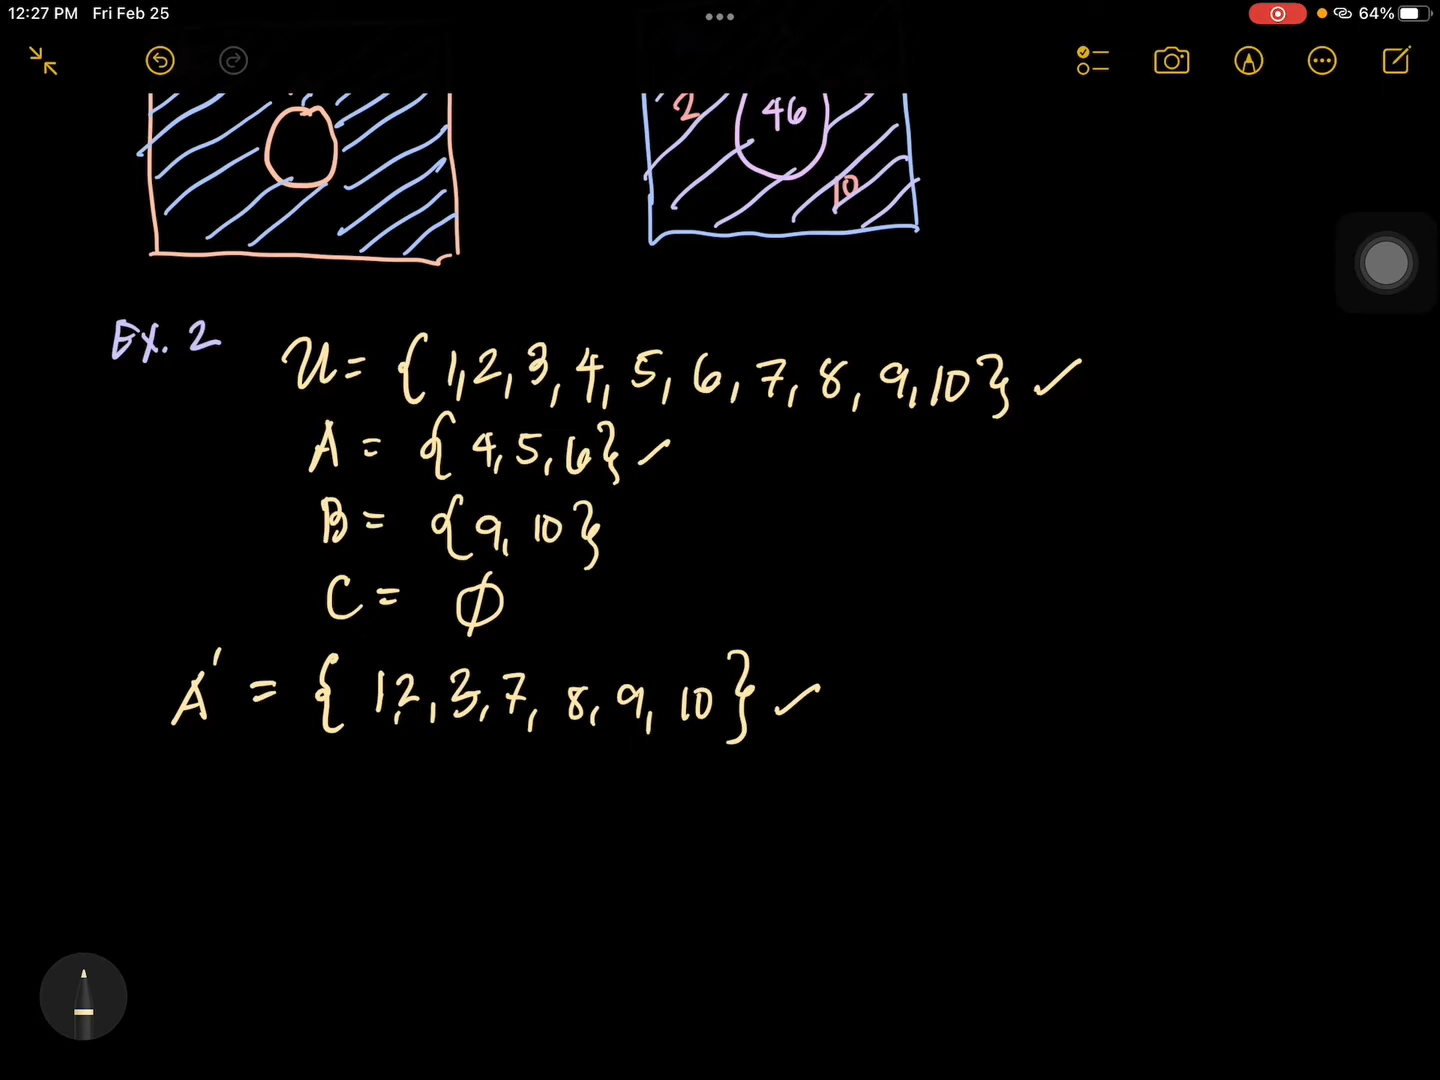 12:27 PM Fri Feb 25
64%
2
46
10
Ex. 2
U = {1, 2, 3, 4, 5, 6, 7, 8, 9, 10} ✓
A = {4, 5, 6} ✓
B = {9, 10}
C = ∅
A' = {1, 2, 3, 7, 8, 9, 10} ✓